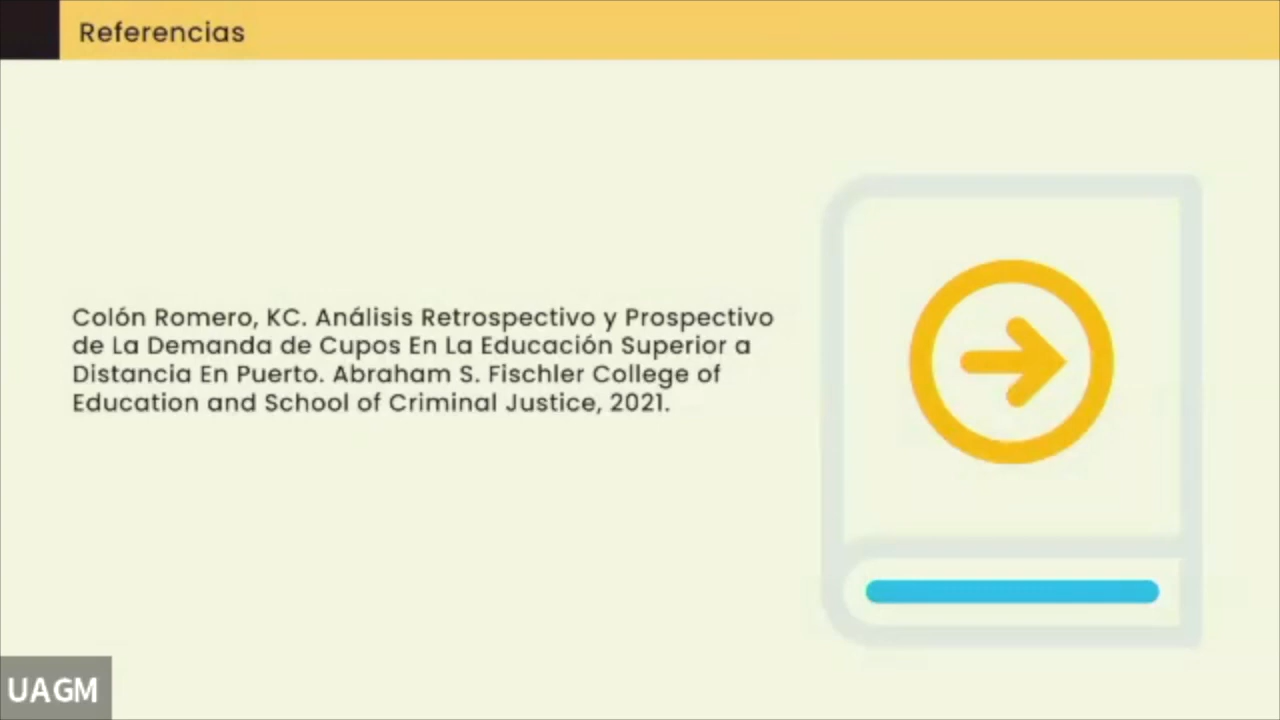 Referencias
Colón Romero, KC. Análisis Retrospectivo y Prospectivo
de La Demanda de Cupos En La Educación Superior a
Distancia En Puerto. Abraham S. Fischler College of
Education and School of Criminal Justice, 2021.
UAGM